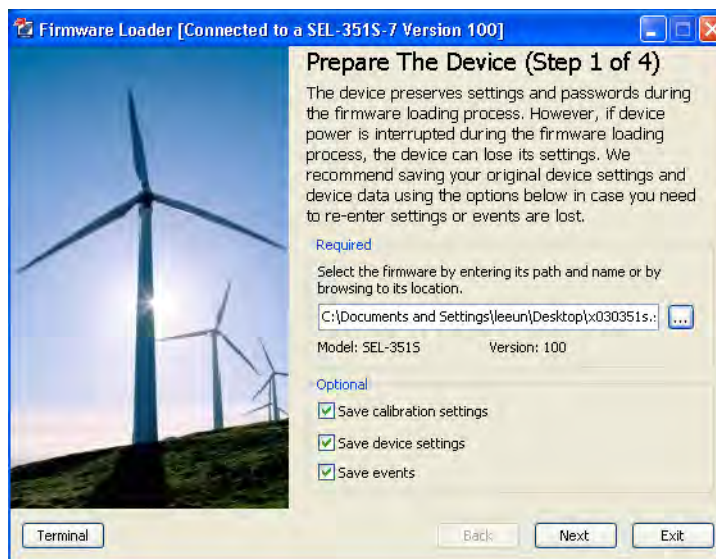 Firmware Loader [Connected to a SEL-351S-7 Version 100]
Prepare The Device (Step 1 of 4)
The device preserves settings and passwords during
the firmware loading process. However, if device
power is interrupted during the firmware loading
process, the device can lose its settings. We
recommend saving your original device settings and
device data using the options below in case you need
to re-enter settings or events are lost.
Required
Select the firmware by entering its path and name or by
browsing to its location.
C:\Documents and Settings\leeun\Desktop\x030351s.:
...
Model: SEL-351S Version: 100
Optional
Save calibration settings
Save device settings
Save events
Terminal Back Next Exit